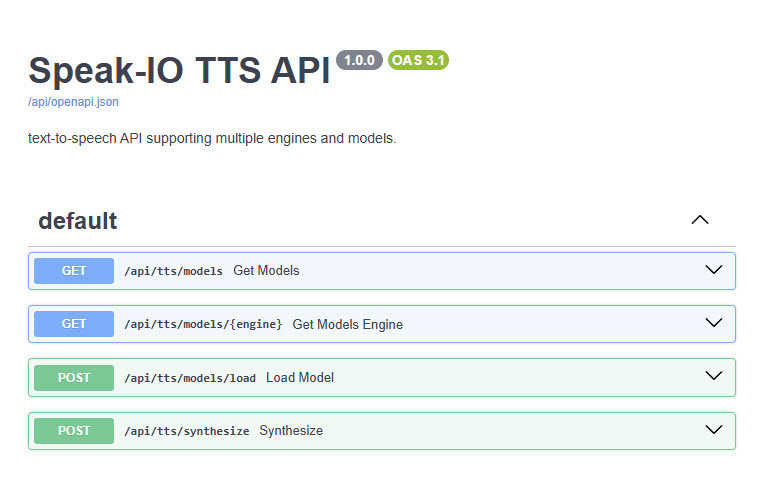 Speak-IO TTS API 1.0.0 OAS 3.1
/api/openapi.json
text-to-speech API supporting multiple engines and models.
default
GET /api/tts/models Get Models
GET /api/tts/models/{engine} Get Models Engine
POST /api/tts/models/load Load Model
POST /api/tts/synthesize Synthesize